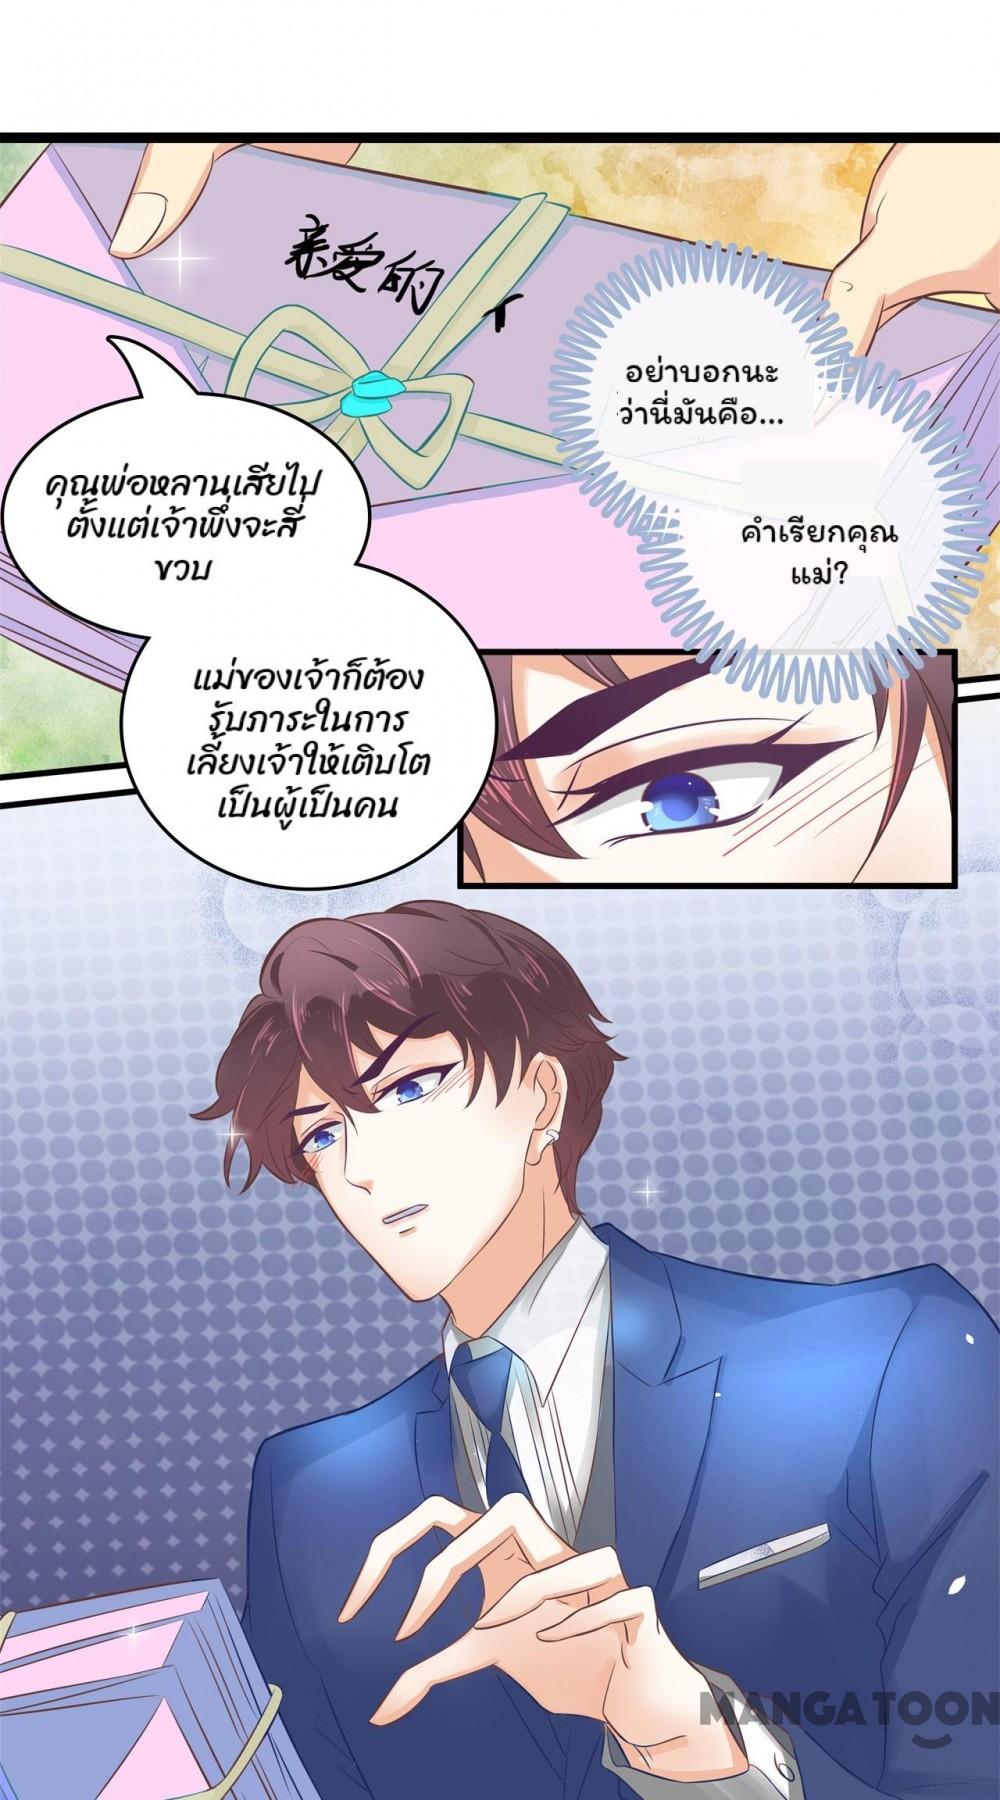 亲爱的
อย่าบอกนะ
ว่านี่มันคือ...
คุณพ่อหลานเสียไป
ตั้งแต่เจ้าพึ่งจะสี่
ขวบ
คำเรียกคุณ
แม่?
แม่ของเจ้าก็ต้อง
รับภาระในการ
เลี้ยงเจ้าให้เติบโต
เป็นผู้เป็นคน
MANGATOON